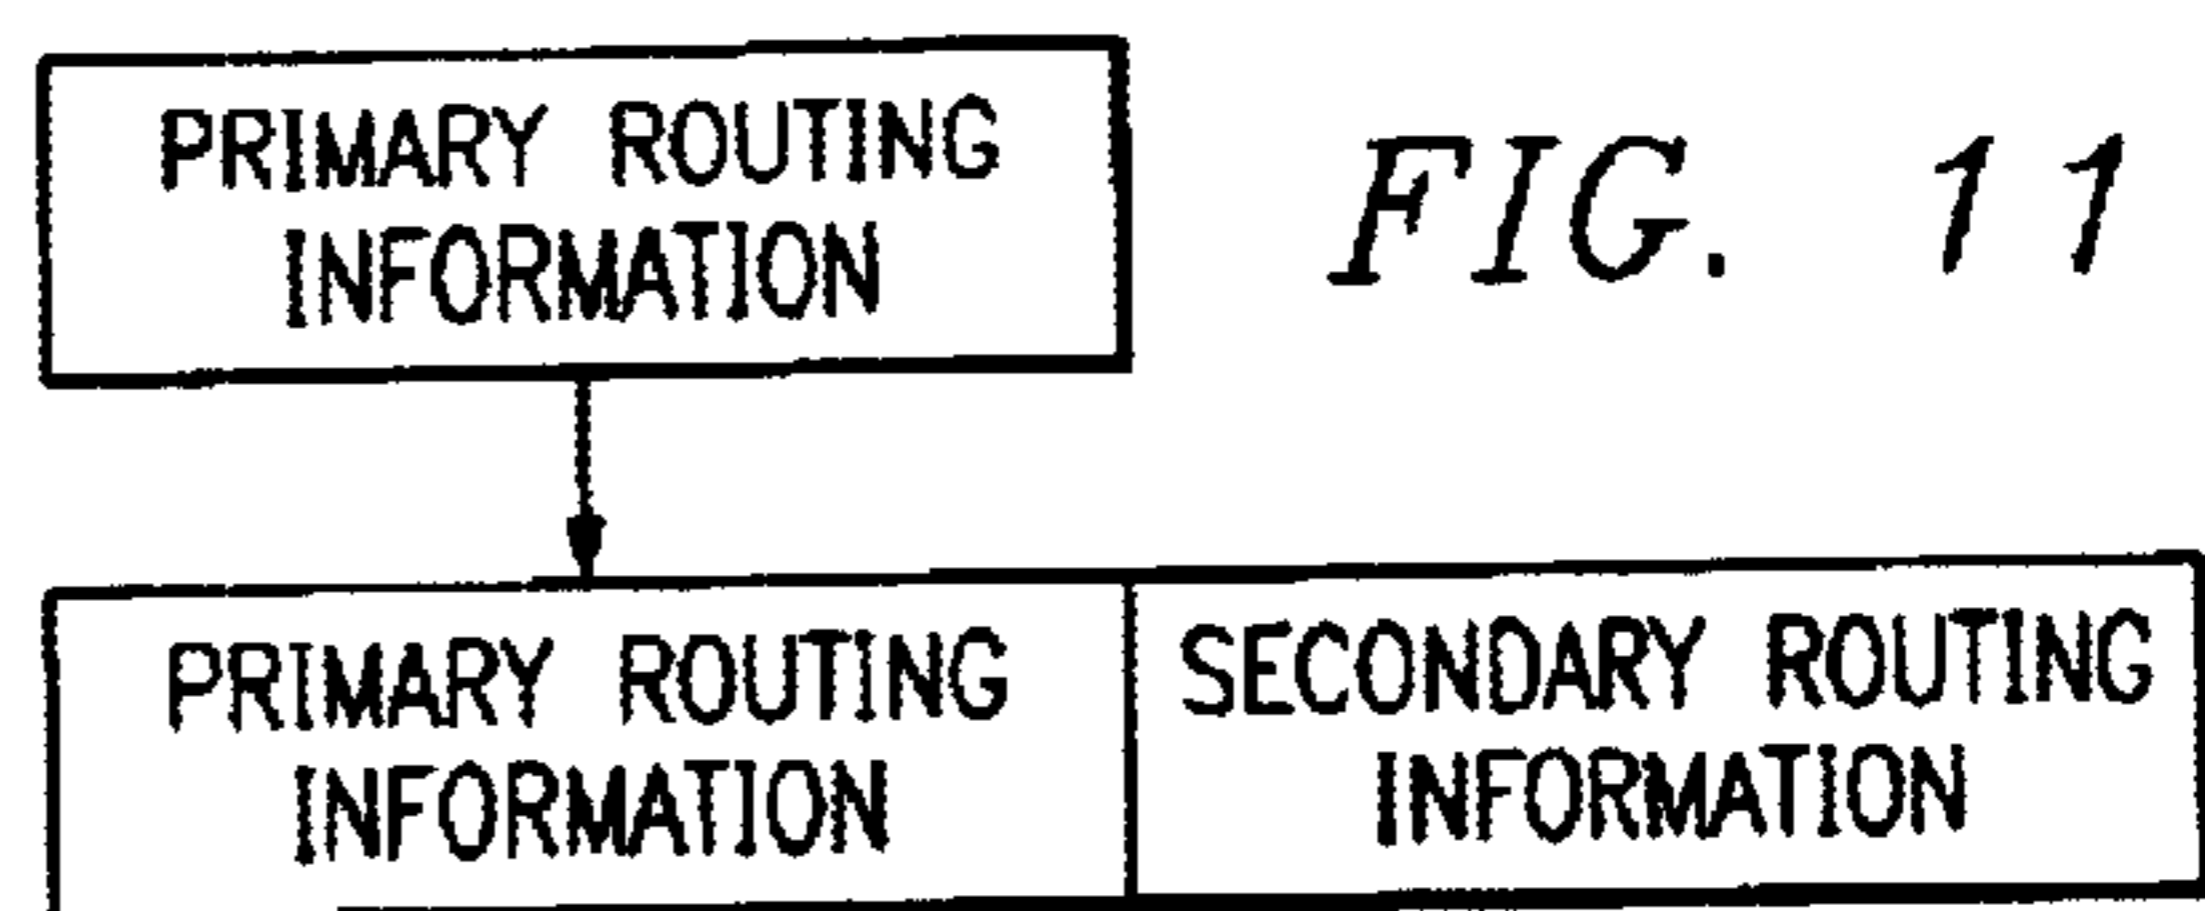 PRIMARY ROUTING
INFORMATION
FIG. 11
PRIMARY ROUTING
INFORMATION
SECONDARY ROUTING
INFORMATION